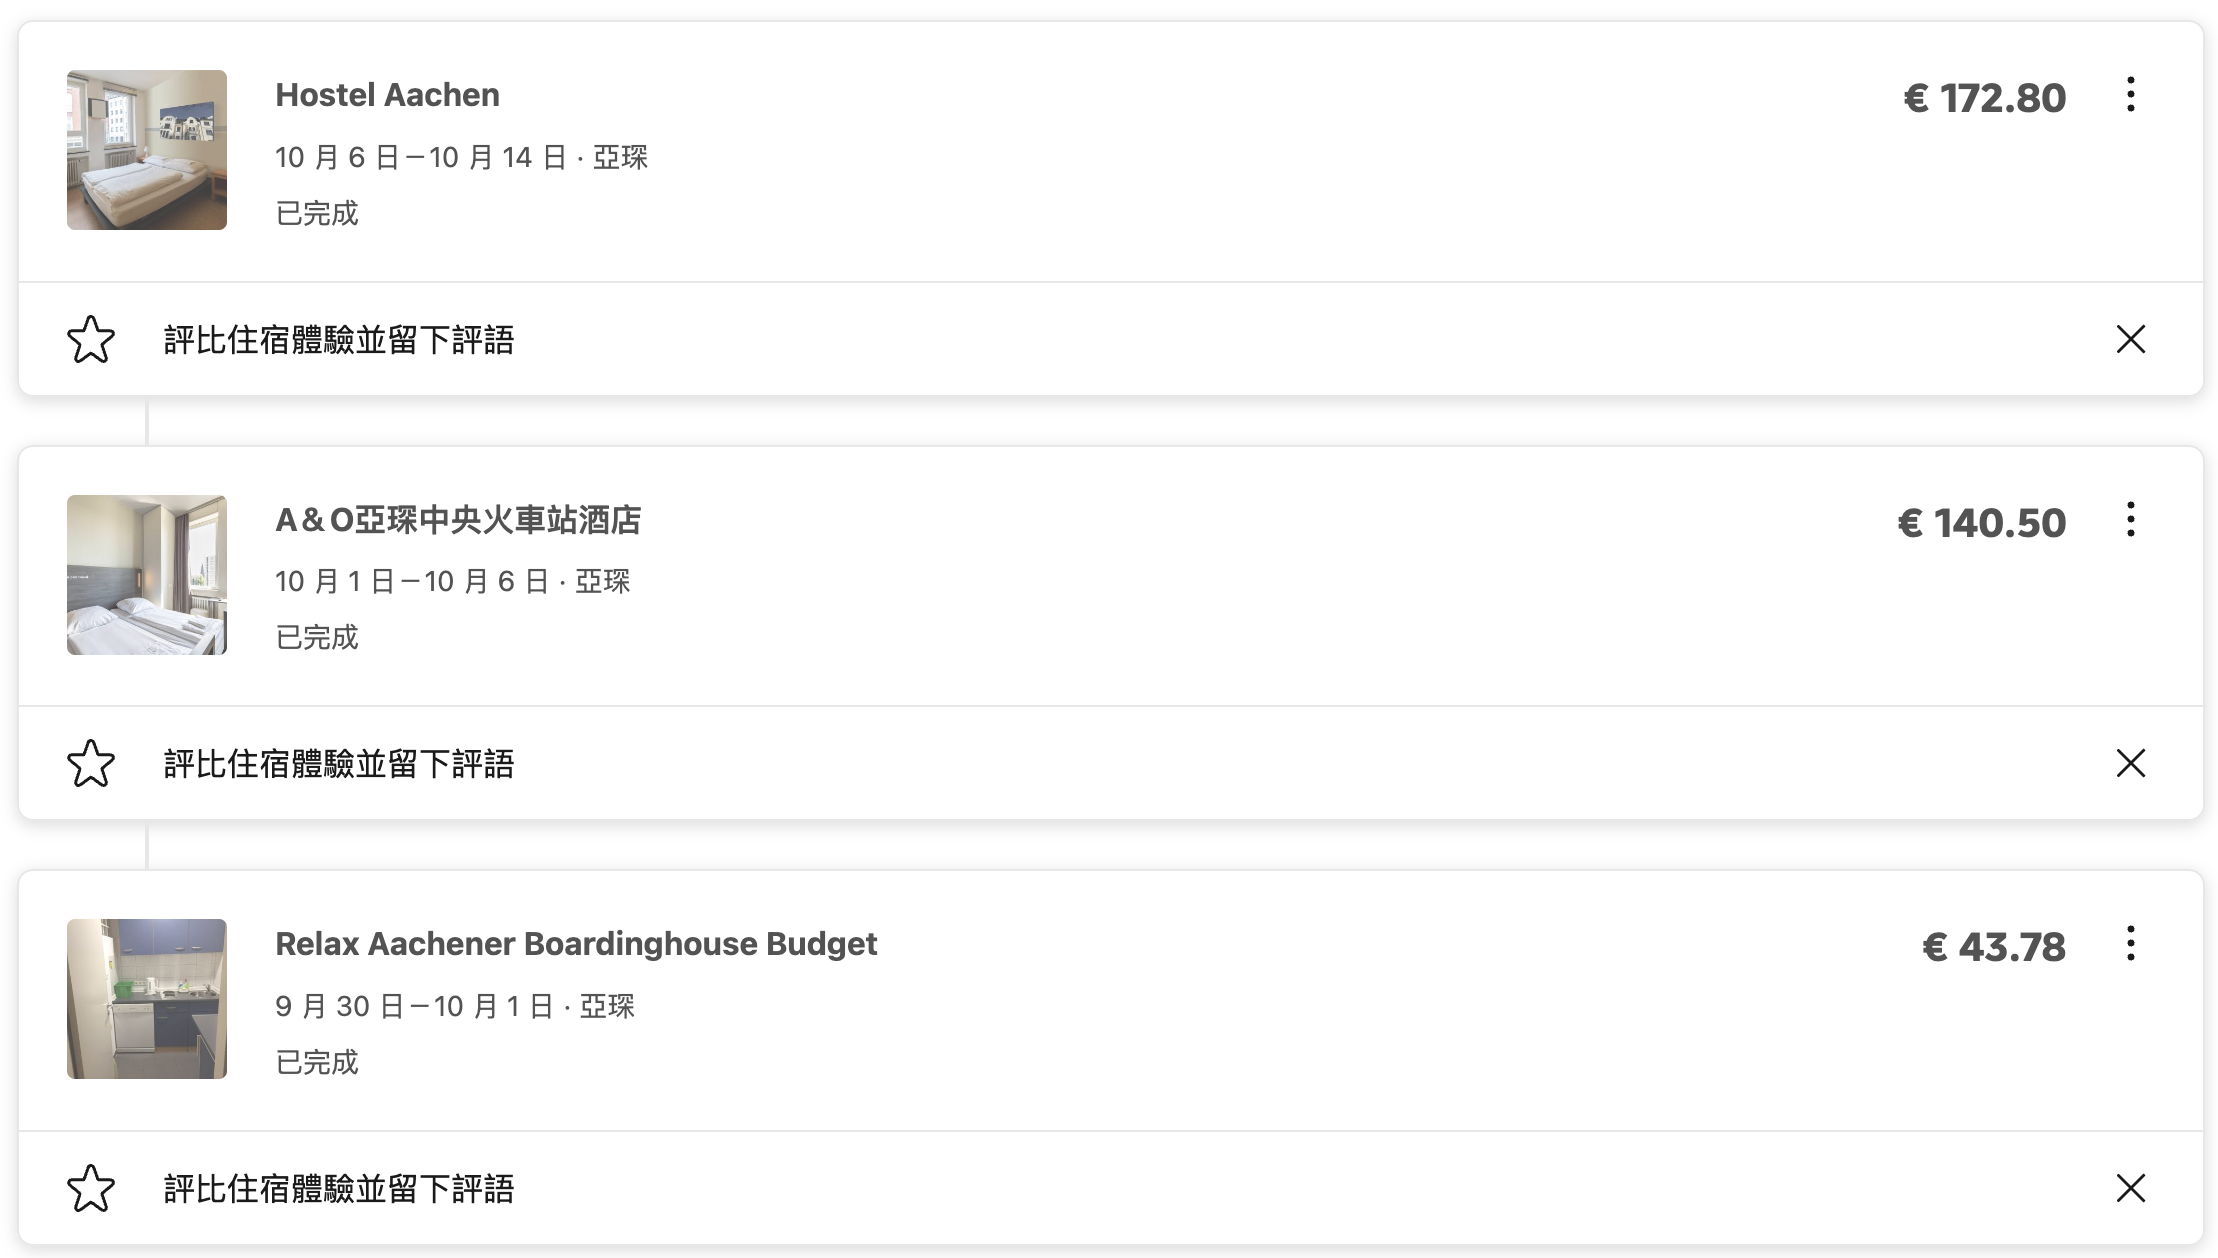 Hostel Aachen
€ 172.80
10 月 6 日－10 月 14 日 · 亞琛
已完成
評比住宿體驗並留下評語
A＆O亞琛中央火車站酒店
€ 140.50
10 月 1 日－10 月 6 日 · 亞琛
已完成
評比住宿體驗並留下評語
Relax Aachener Boardinghouse Budget
€ 43.78
9 月 30 日－10 月 1 日 · 亞琛
已完成
評比住宿體驗並留下評語